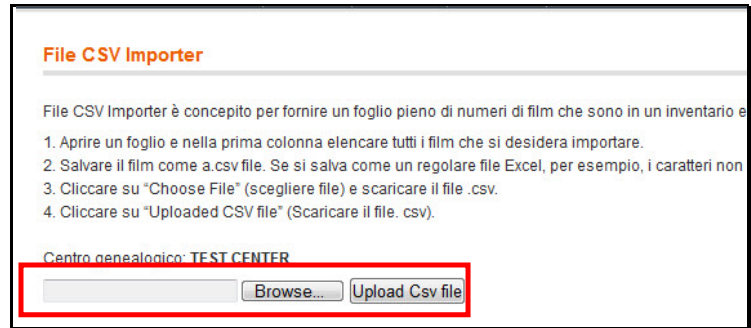 File CSV Importer
File CSV Importer è concepito per fornire un foglio pieno di numeri di film che sono in un inventario e
1. Aprire un foglio e nella prima colonna elencare tutti i film che si desidera importare.
2. Salvare il film come a.csv file. Se si salva come un regolare file Excel, per esempio, i caratteri non
3. Cliccare su “Choose File” (scegliere file) e scaricare il file .csv.
4. Cliccare su “Uploaded CSV file” (Scaricare il file. csv).
Centro genealogico: TEST CENTER
Browse... Upload Csv file